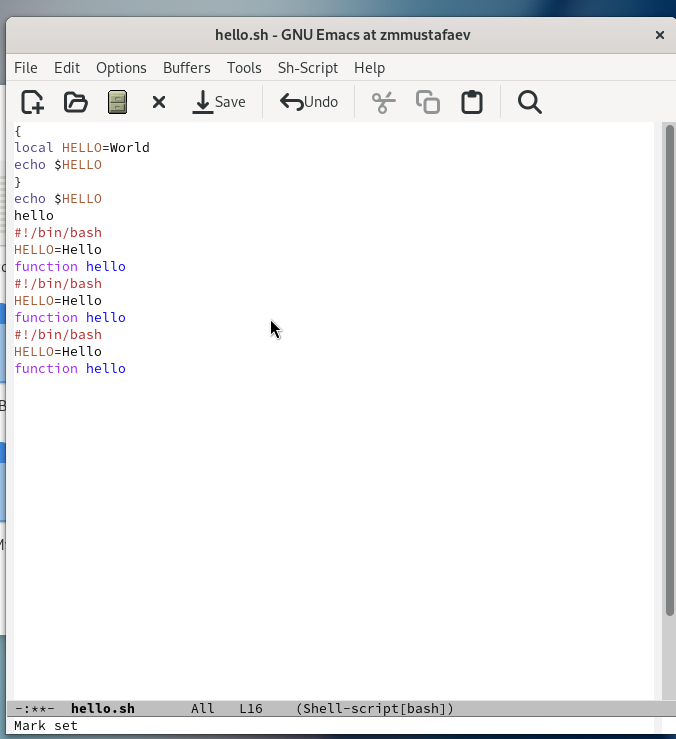 hello.sh - GNU Emacs at zmmustafaev ×
File Edit Options Buffers Tools Sh-Script Help
Save Undo
{
local HELLO=World
echo $HELLO
}
echo $HELLO
hello
#!/bin/bash
HELLO=Hello
function hello
#!/bin/bash
HELLO=Hello
function hello
#!/bin/bash
HELLO=Hello
function hello
-:**- hello.sh All L16 (Shell-script[bash])
Mark set